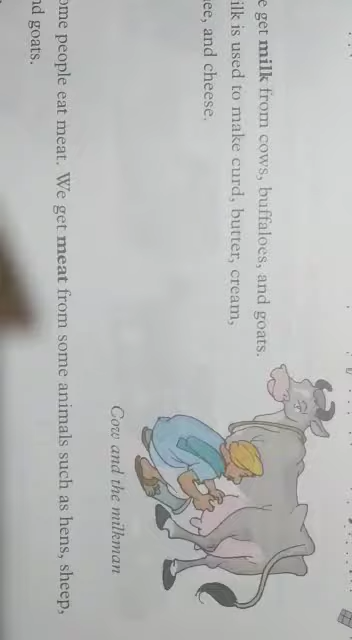 e get milk from cows, buffaloes, and goats.
ilk is used to make curd, butter, cream,
ee, and cheese.
Cow and the milkman
ome people eat meat. We get meat from some animals such as hens, sheep,
nd goats.